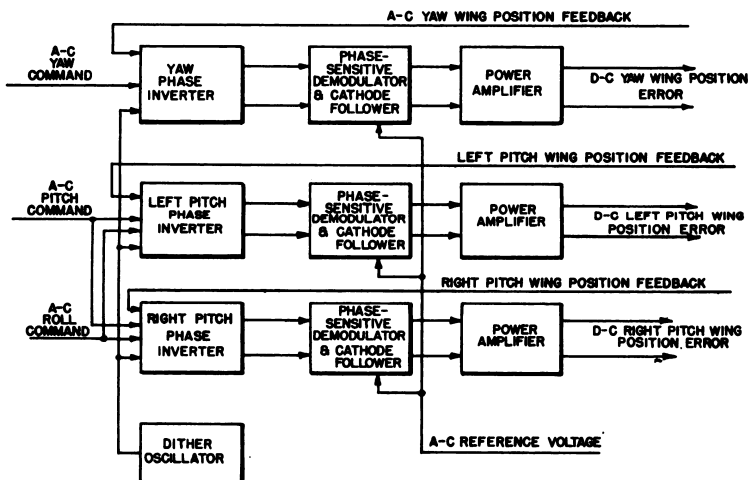 A-C YAW WING POSITION FEEDBACK
A-C
YAW
COMMAND
YAW
PHASE
INVERTER
PHASE-
SENSITIVE
DEMODULATOR
& CATHODE
FOLLOWER
POWER
AMPLIFIER
D-C YAW WING POSITION
ERROR
LEFT PITCH WING POSITION FEEDBACK
A-C
PITCH
COMMAND
LEFT PITCH
PHASE
INVERTER
PHASE-
SENSITIVE
DEMODULATOR
& CATHODE
FOLLOWER
POWER
AMPLIFIER
D-C LEFT PITCH WING
POSITION ERROR
RIGHT PITCH WING POSITION FEEDBACK
A-C
ROLL
COMMAND
RIGHT PITCH
PHASE
INVERTER
PHASE-
SENSITIVE
DEMODULATOR
& CATHODE
FOLLOWER
POWER
AMPLIFIER
D-C RIGHT PITCH WING
POSITION. ERROR
DITHER
OSCILLATOR
A-C REFERENCE VOLTAGE